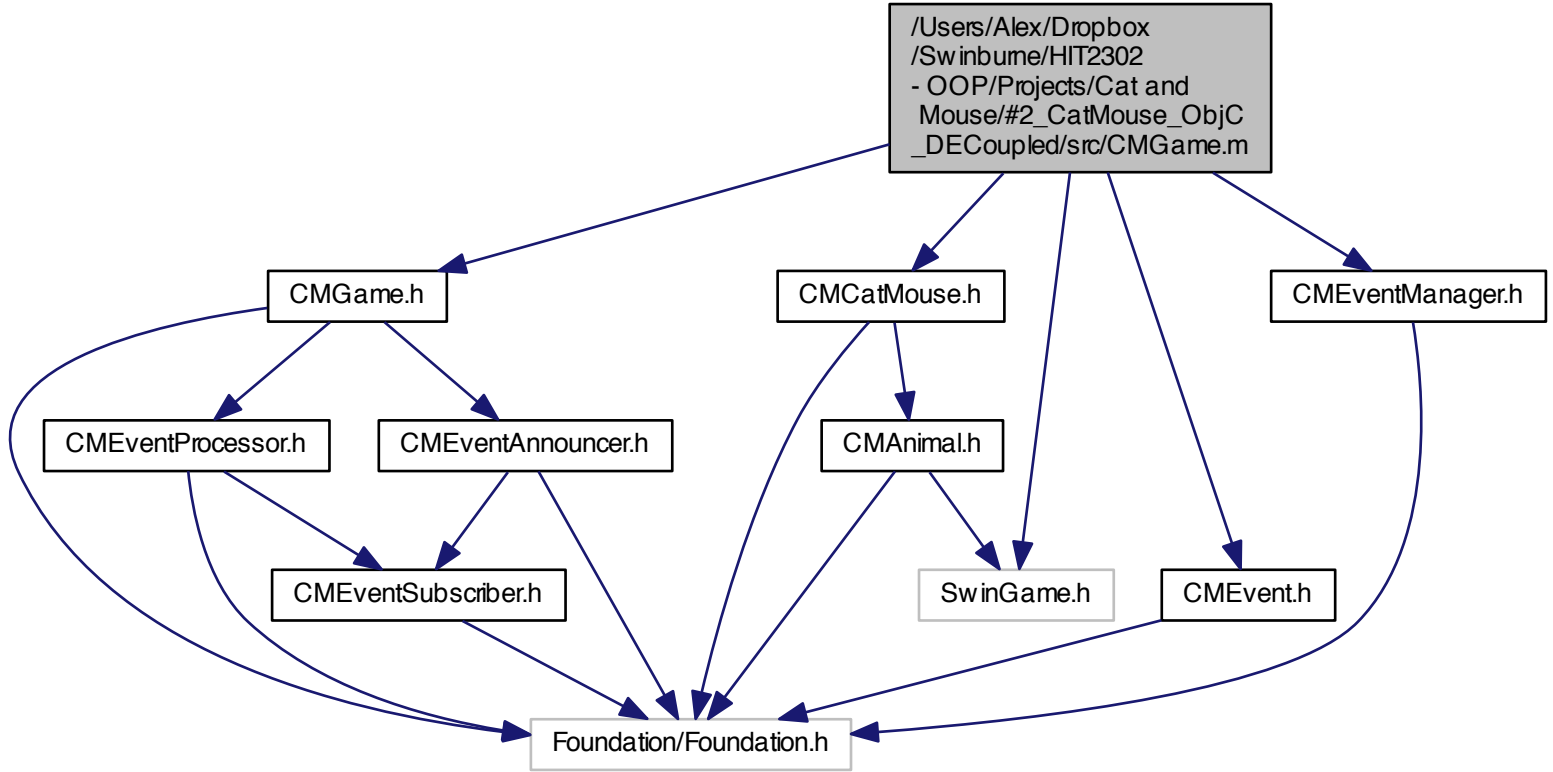 /Users/Alex/Dropbox
/Swinburne/HIT2302
- OOP/Projects/Cat and
Mouse/#2_CatMouse_ObjC
_DECoupled/src/CMGame.m
CMGame.h
CMCatMouse.h
CMEventManager.h
CMEventProcessor.h
CMEventAnnouncer.h
CMAnimal.h
CMEventSubscriber.h
SwinGame.h
CMEvent.h
Foundation/Foundation.h